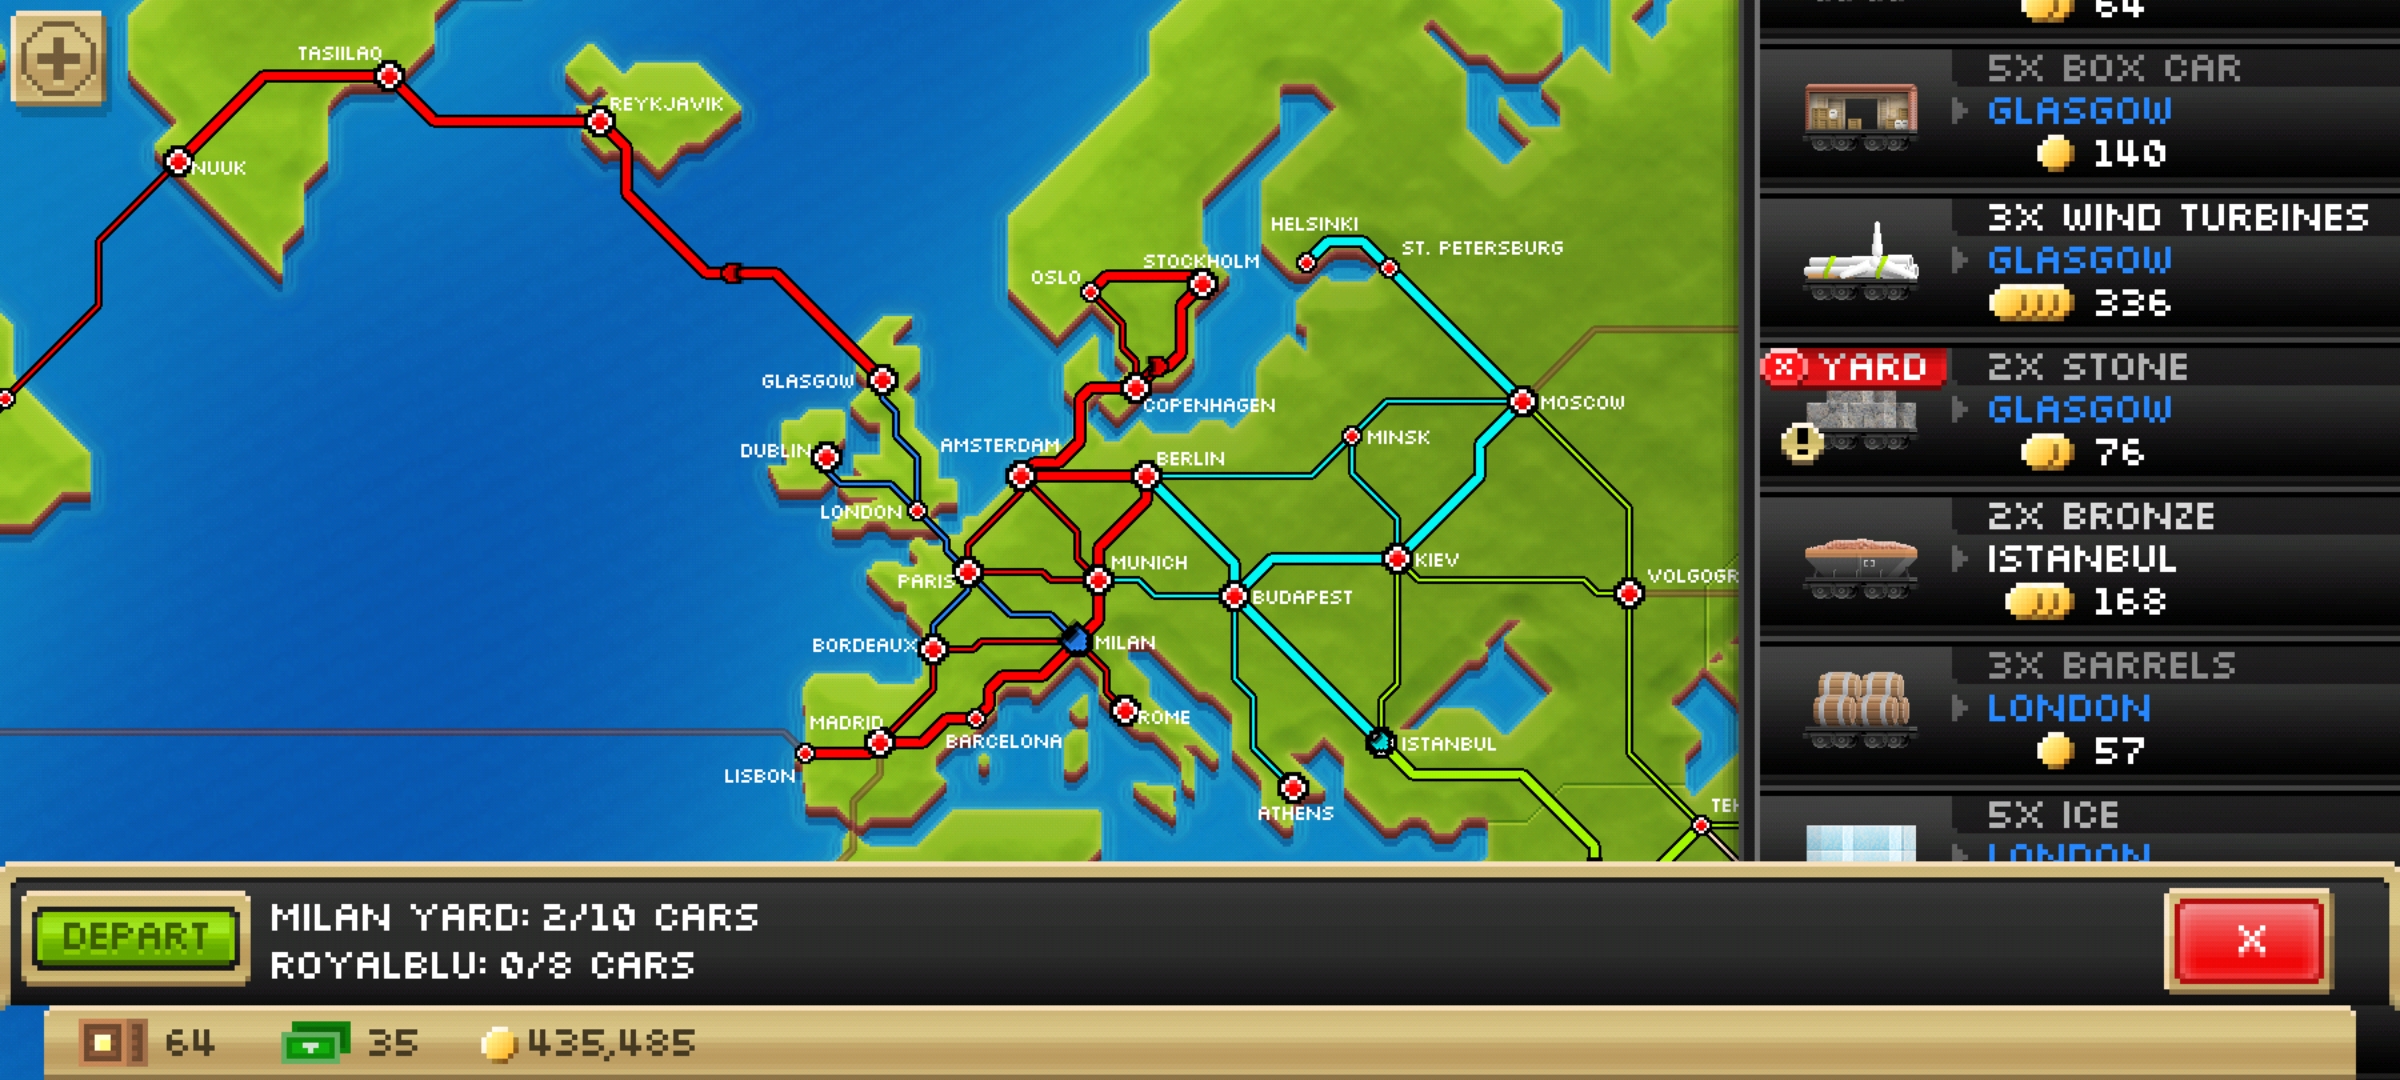 TASIILAQ
REYKJAVIK
NUUK
HELSINKI
ST. PETERSBURG
STOCKHOLM
OSLO
GLASGOW
COPENHAGEN
MOSCOW
MINSK
DUBLIN
AMSTERDAM
BERLIN
LONDON
PARIS
MUNICH
KIEV
BUDAPEST
VOLGOGR
BORDEAUX
MILAN
MADRID
ROME
BARCELONA
ISTANBUL
LISBON
ATHENS
TEH
64
5X BOX CAR
GLASGOW
140
3X WIND TURBINES
GLASGOW
336
YARD
2X STONE
GLASGOW
76
2X BRONZE
ISTANBUL
168
3X BARRELS
LONDON
57
5X ICE
LONDON
DEPART
MILAN YARD: 2/10 CARS
ROYALBLU: 0/8 CARS
X
64
35
435,485